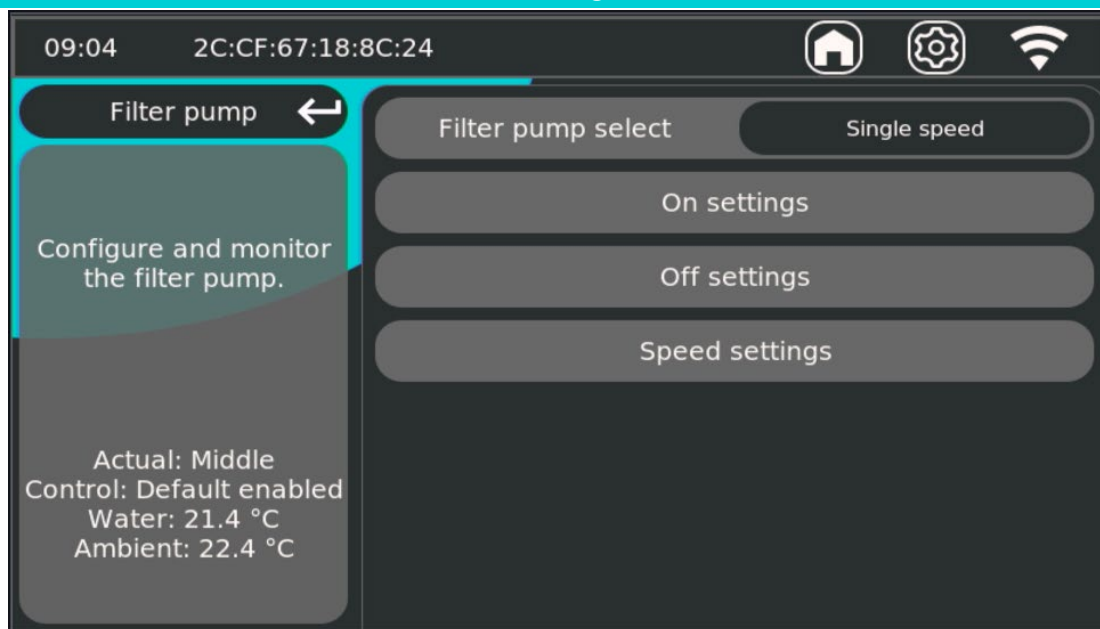 09:04 2C:CF:67:18:8C:24
Filter pump
Configure and monitor
the filter pump.
Actual: Middle
Control: Default enabled
Water: 21.4 °C
Ambient: 22.4 °C
Filter pump select Single speed
On settings
Off settings
Speed settings